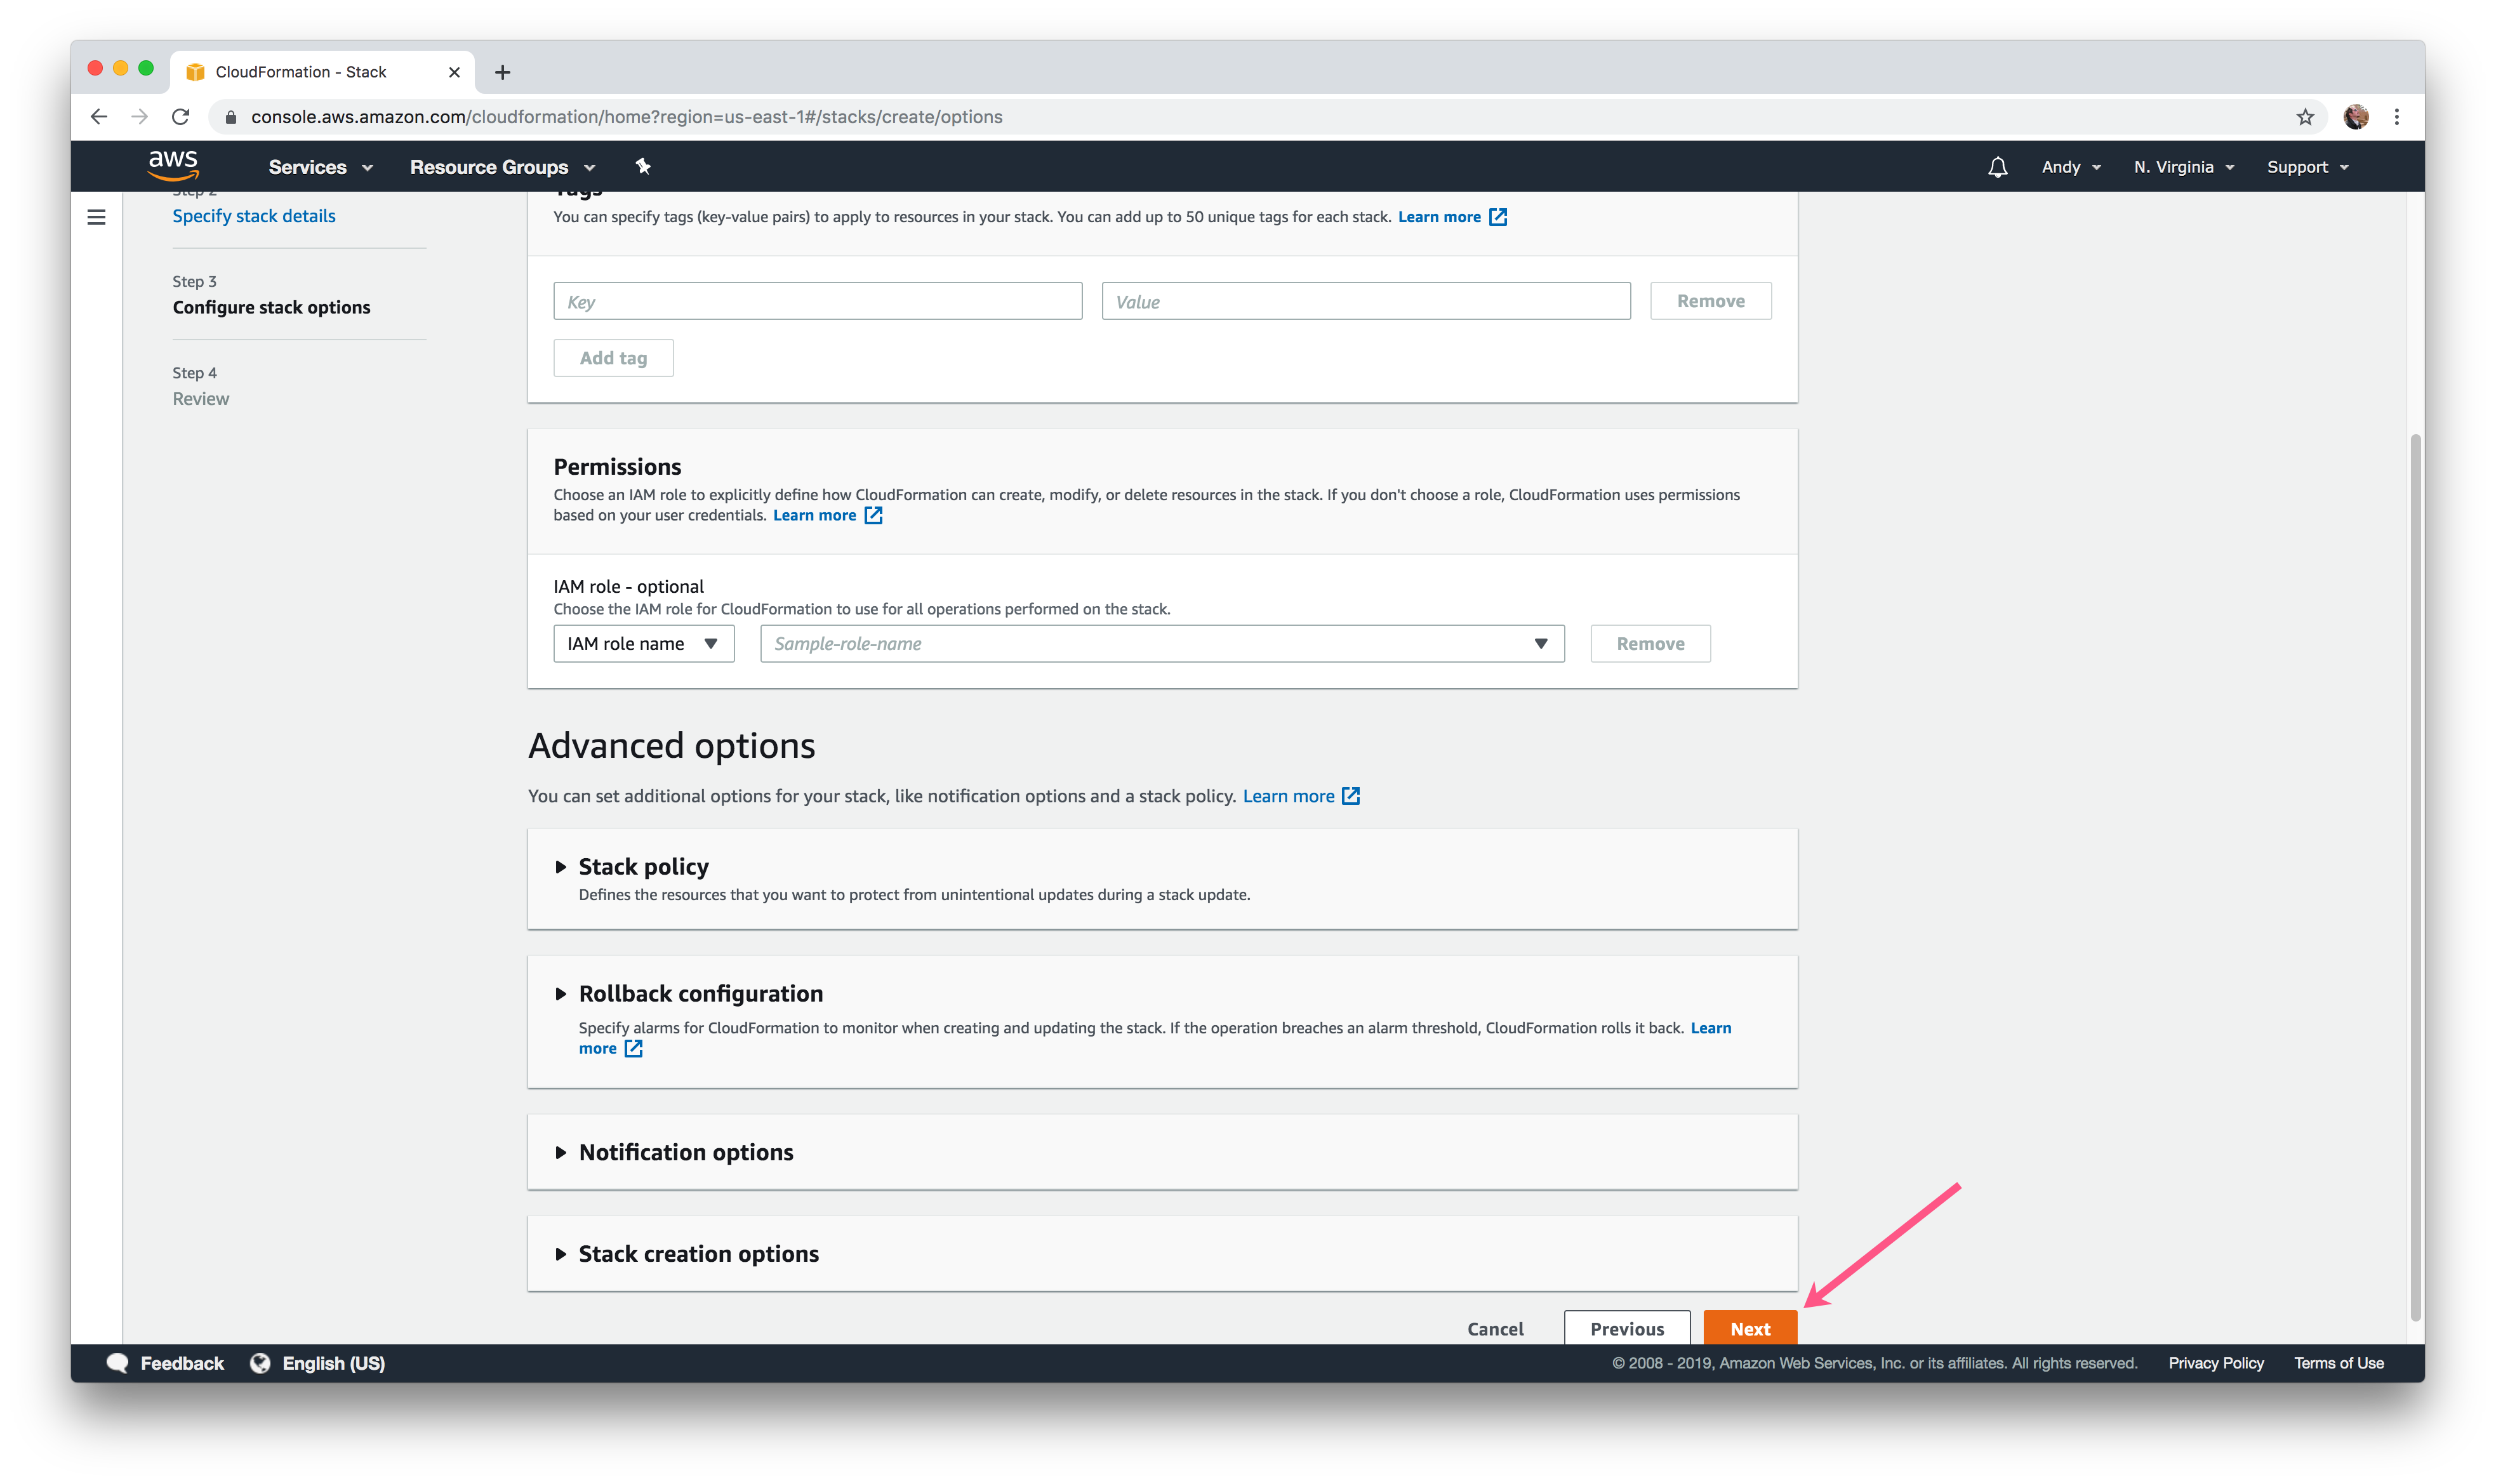 CloudFormation - Stack
console.aws.amazon.com/cloudformation/home?region=us-east-1#/stacks/create/options
aws
Services
Resource Groups
Andy
N. Virginia
Support
Step 2
Specify stack details
Step 3
Configure stack options
Step 4
Review
Tags
You can specify tags (key-value pairs) to apply to resources in your stack. You can add up to 50 unique tags for each stack. Learn more
Key
Value
Remove
Add tag
Permissions
Choose an IAM role to explicitly define how CloudFormation can create, modify, or delete resources in the stack. If you don't choose a role, CloudFormation uses permissions
based on your user credentials. Learn more
IAM role - optional
Choose the IAM role for CloudFormation to use for all operations performed on the stack.
IAM role name
Sample-role-name
Remove
Advanced options
You can set additional options for your stack, like notification options and a stack policy. Learn more
Stack policy
Defines the resources that you want to protect from unintentional updates during a stack update.
Rollback configuration
Specify alarms for CloudFormation to monitor when creating and updating the stack. If the operation breaches an alarm threshold, CloudFormation rolls it back. Learn
more
Notification options
Stack creation options
Cancel
Previous
Next
Feedback
English (US)
© 2008 - 2019, Amazon Web Services, Inc. or its affiliates. All rights reserved.
Privacy Policy
Terms of Use